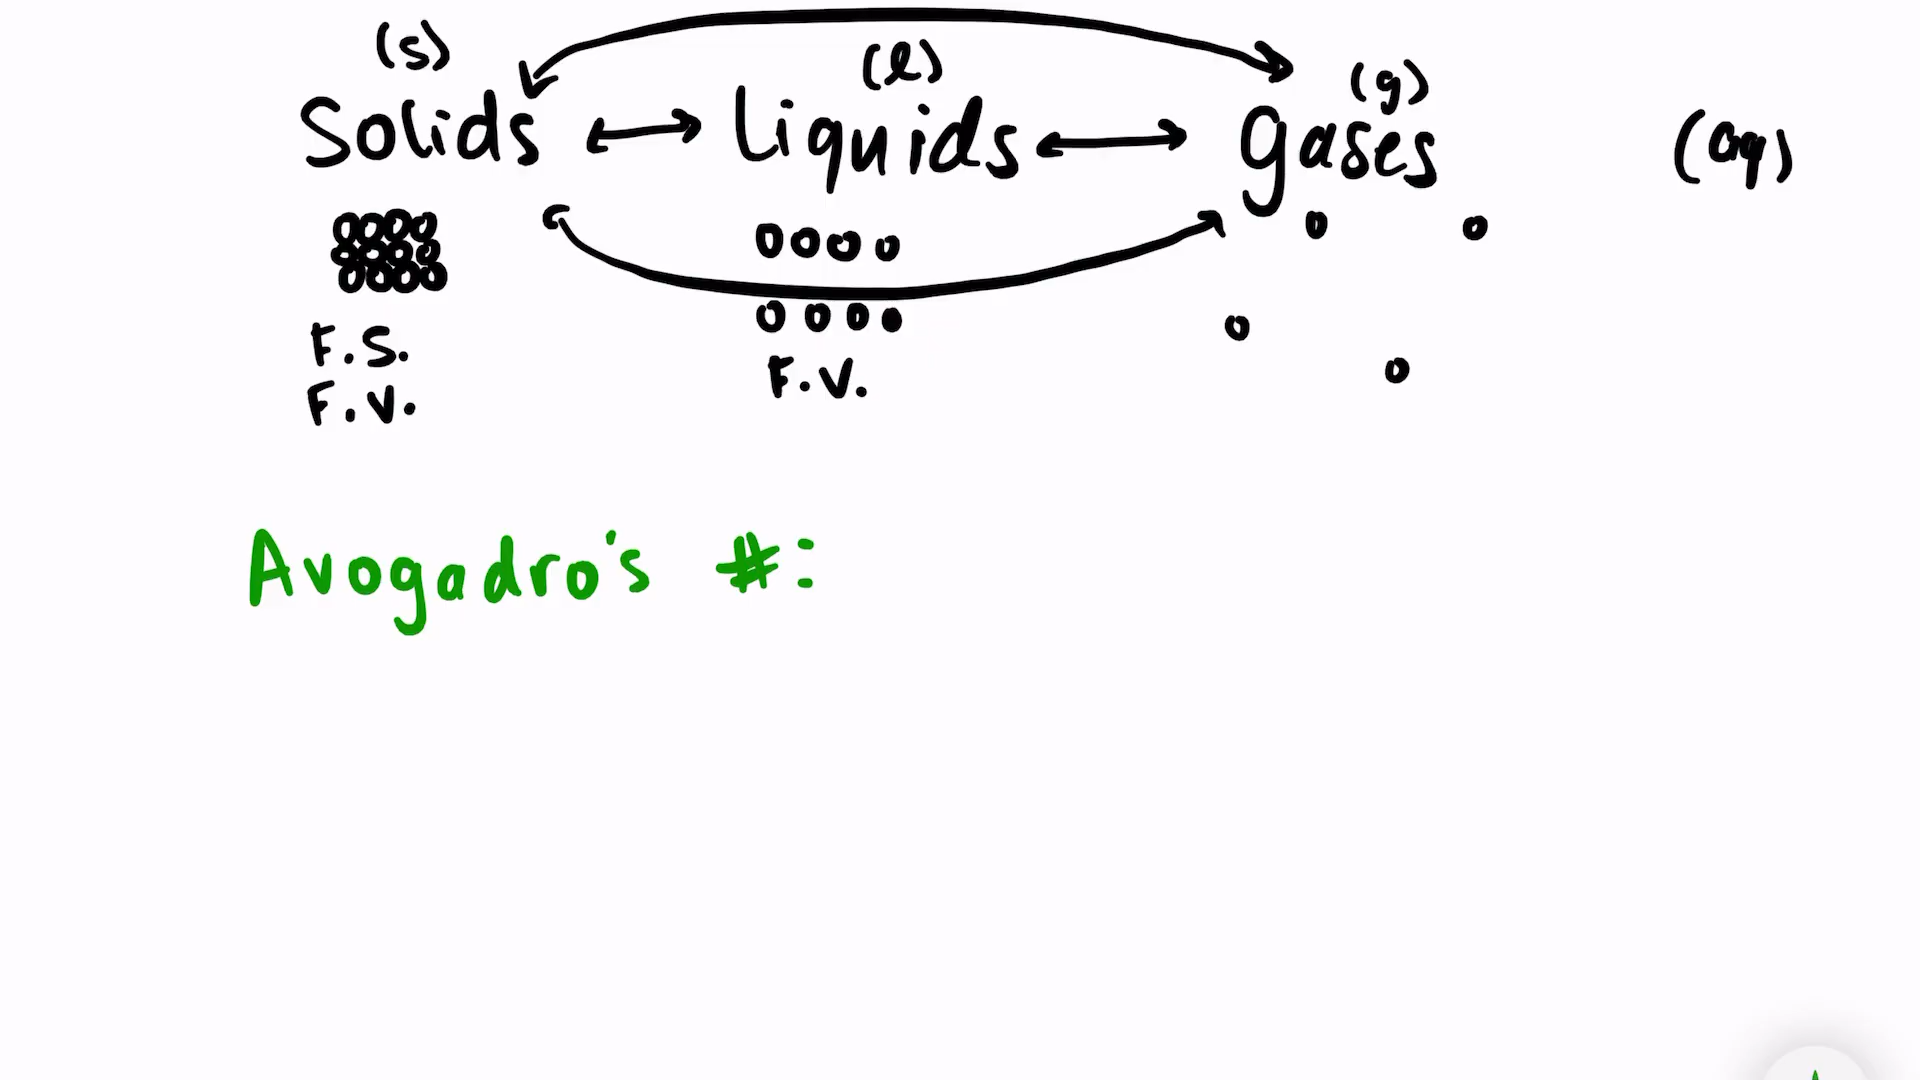 (s) (l) (g)
Solids Liquids gases (aq)
F.S.
F.V. F.V.
Avogadro's #: